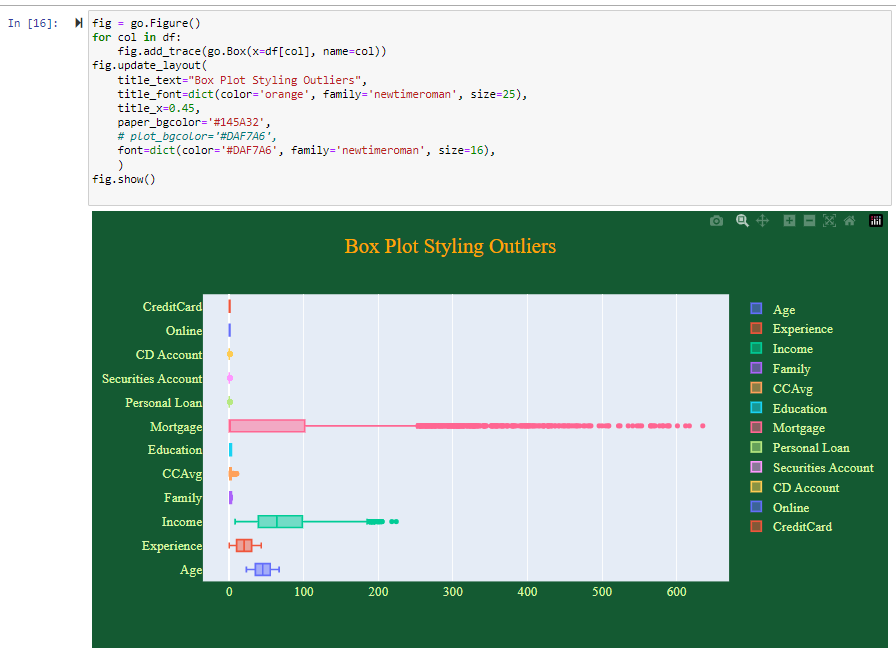 In [16]:
fig = go.Figure()
for col in df:
    fig.add_trace(go.Box(x=df[col], name=col))
fig.update_layout(
    title_text="Box Plot Styling Outliers",
    title_font=dict(color='orange', family='newtimeroman', size=25),
    title_x=0.45,
    paper_bgcolor='#145A32',
    # plot_bgcolor='#DAF7A6',
    font=dict(color='#DAF7A6', family='newtimeroman', size=16),
    )
fig.show()
Box Plot Styling Outliers
CreditCard
Online
CD Account
Securities Account
Personal Loan
Mortgage
Education
CCAvg
Family
Income
Experience
Age
0 100 200 300 400 500 600
Age
Experience
Income
Family
CCAvg
Education
Mortgage
Personal Loan
Securities Account
CD Account
Online
CreditCard